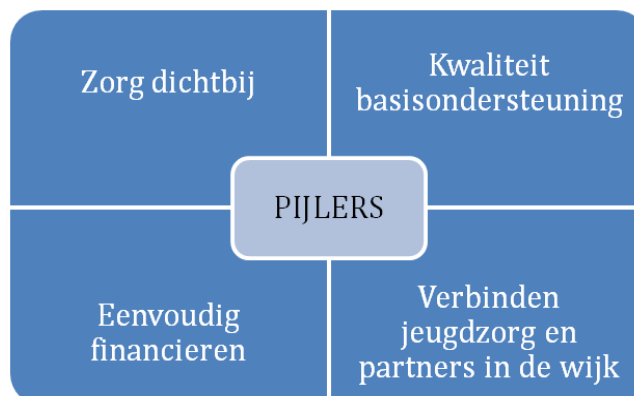 Zorg dichtbij
Kwaliteit
basisondersteuning
PIJLERS
Eenvoudig
financieren
Verbinden
jeugdzorg en
partners in de wijk